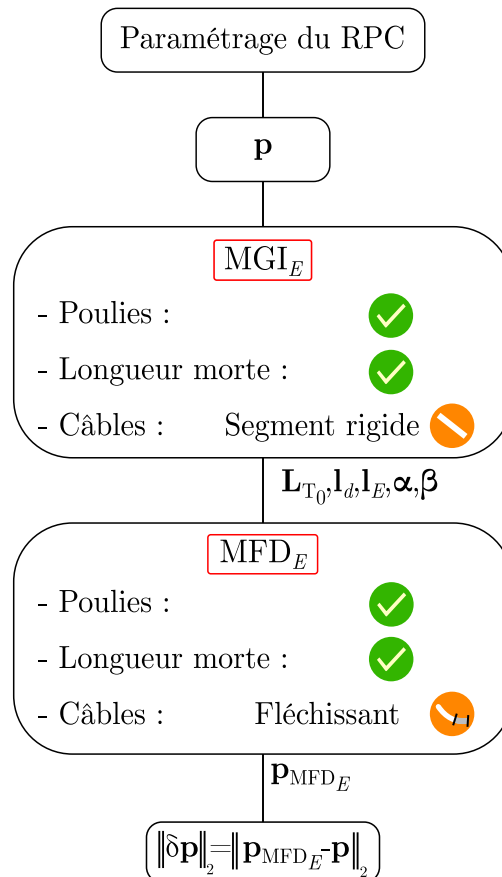 Paramétrage du RPC
p
MGI_E
- Poulies :
- Longueur morte :
- Câbles : Segment rigide
L_T₀,l_d,l_E,α,β
MFD_E
- Poulies :
- Longueur morte :
- Câbles : Fléchissant
p_MFD_E
‖δp‖₂=‖p_MFD_E-p‖₂